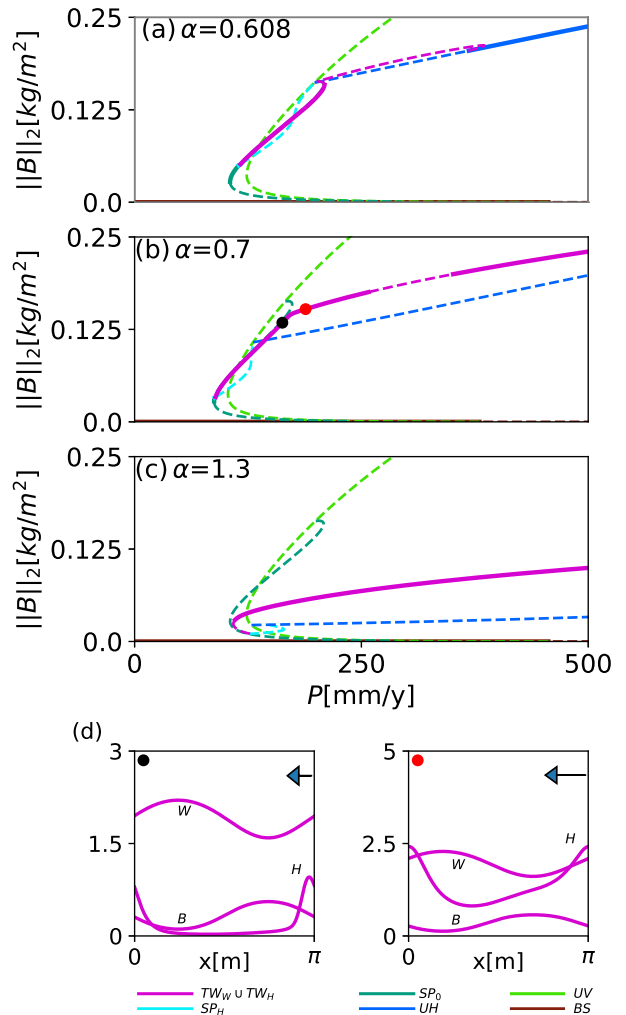 (a) α=0.608
0.25
0.125
0.0
||B||₂[kg/m²]
(b) α=0.7
0.25
0.125
0.0
||B||₂[kg/m²]
(c) α=1.3
0.25
0.125
0.0
||B||₂[kg/m²]
0 250 500
P[mm/y]
(d)
3
1.5
0
W
H
B
0 x[m] π
5
2.5
0
H
W
B
0 x[m] π
TW_W ∪ TW_H SP₀ UV
SP_H UH BS